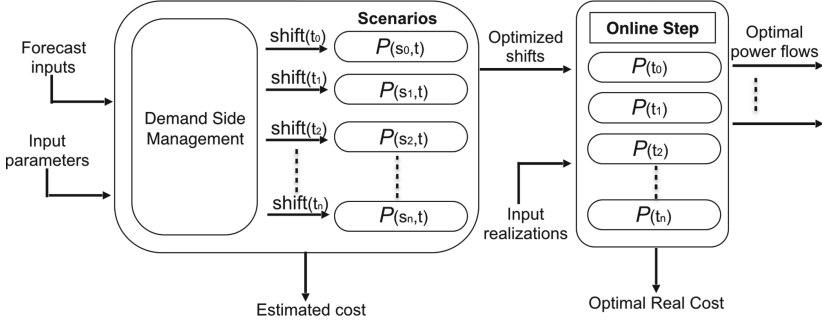 Forecast
inputs
Input
parameters
Demand Side
Management
shift(t0)
shift(t1)
shift(t2)
shift(tn)
Scenarios
P(s0,t)
P(s1,t)
P(s2,t)
P(sn,t)
Estimated cost
Optimized
shifts
Input
realizations
Online Step
P(t0)
P(t1)
P(t2)
P(tn)
Optimal Real Cost
Optimal
power flows